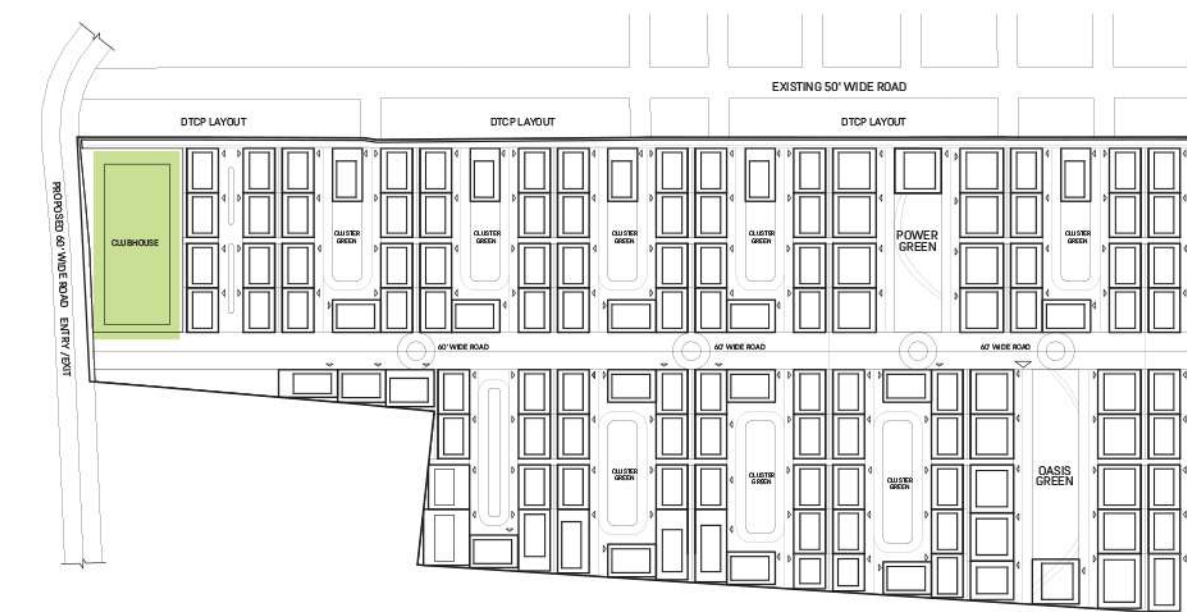 EXISTING 50' WIDE ROAD
DTCP LAYOUT
DTCP LAYOUT
DTCP LAYOUT
PROPOSED 60' WIDE ROAD ENTRY /EXIT
CLUBHOUSE
CLUSTER
GREEN
CLUSTER
GREEN
CLUSTER
GREEN
CLUSTER
GREEN
POWER
GREEN
CLUSTER
GREEN
60' WIDE ROAD
60' WIDE ROAD
60' WIDE ROAD
CLUSTER
GREEN
CLUSTER
GREEN
CLUSTER
GREEN
OASIS
GREEN